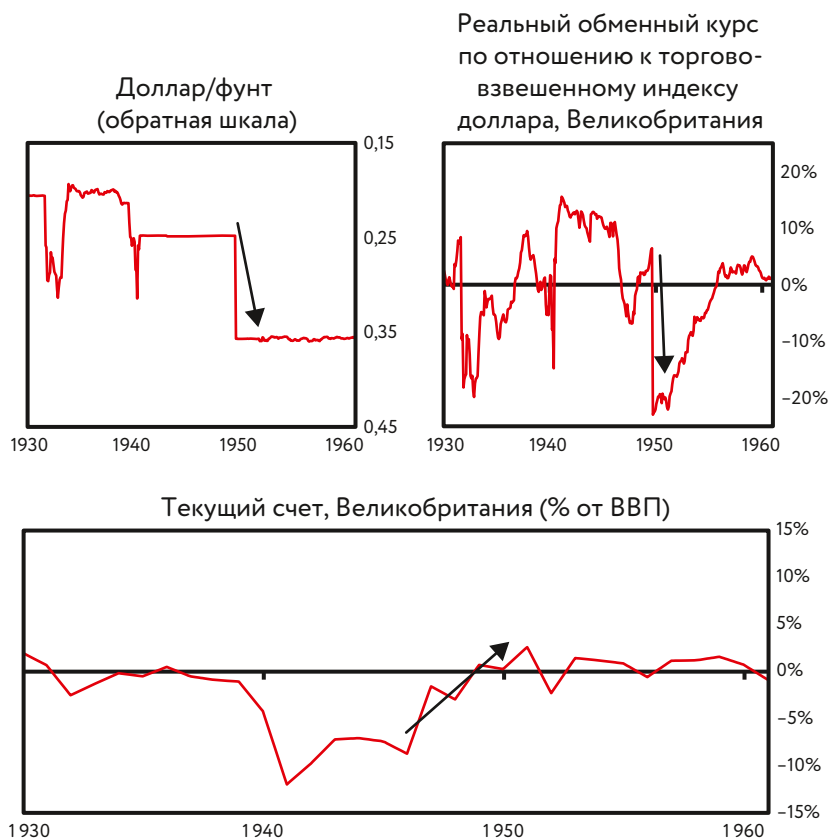 Доллар/фунт
(обратная шкала)
0,15
0,25
0,35
0,45
1930 1940 1950 1960
Реальный обменный курс
по отношению к торгово-
взвешенному индексу
доллара, Великобритания
20%
10%
0%
–10%
–20%
1930 1940 1950 1960
Текущий счет, Великобритания (% от ВВП)
15%
10%
5%
0%
–5%
–10%
–15%
1930 1940 1950 1960